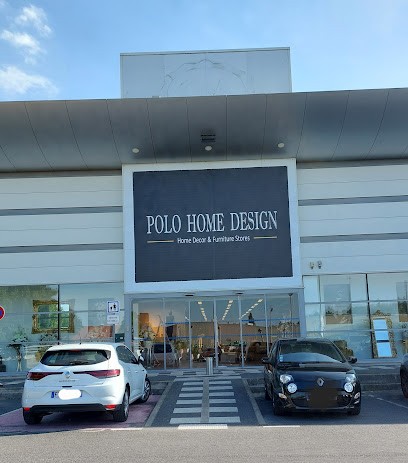 POLO HOME DESIGN
Home Decor & Furniture Stores